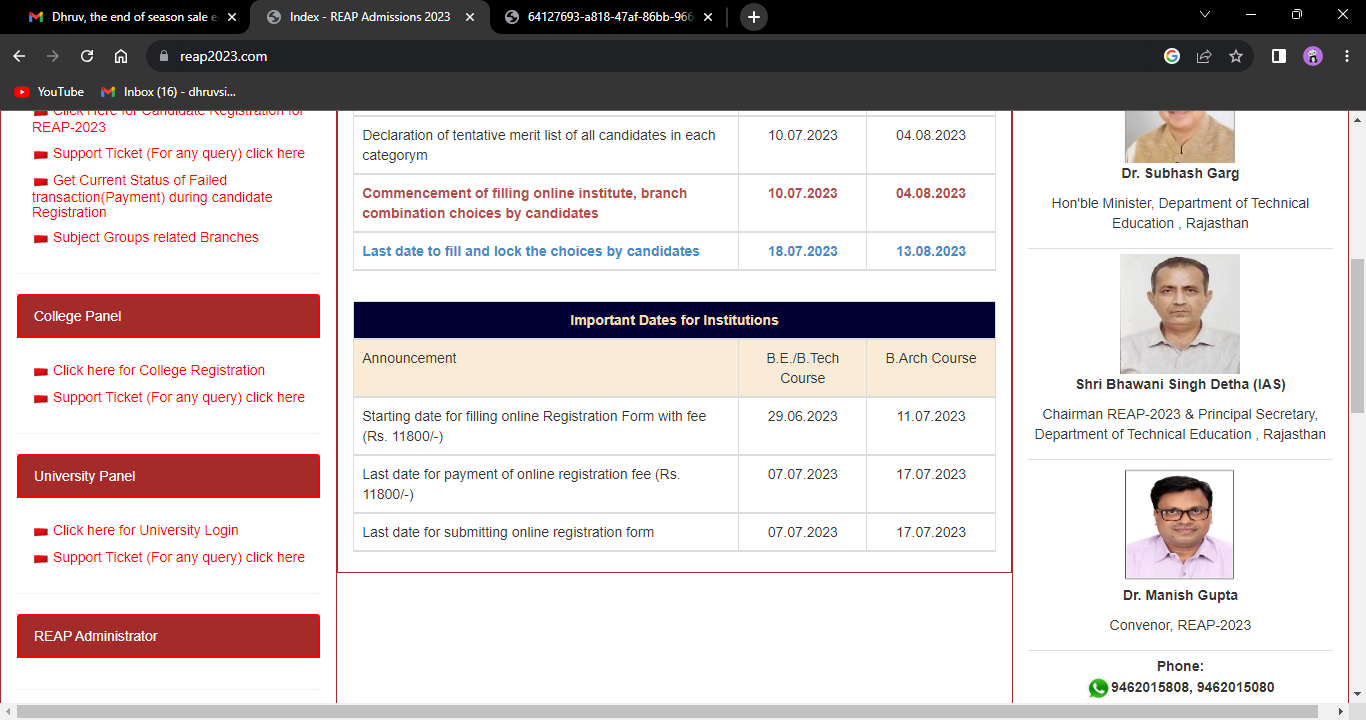 Dhruv, the end of season sale e
Index - REAP Admissions 2023
64127693-a818-47af-86bb-966
reap2023.com
YouTube
Inbox (16) - dhruvsi...
Click Here for Candidate Registration for
REAP-2023
Support Ticket (For any query) click here
Get Current Status of Failed
transaction(Payment) during candidate
Registration
Subject Groups related Branches
College Panel
Click here for College Registration
Support Ticket (For any query) click here
University Panel
Click here for University Login
Support Ticket (For any query) click here
REAP Administrator
Declaration of tentative merit list of all candidates in each 10.07.2023 04.08.2023
categorym
Commencement of filling online institute, branch 10.07.2023 04.08.2023
combination choices by candidates
Last date to fill and lock the choices by candidates 18.07.2023 13.08.2023
Important Dates for Institutions
Announcement B.E./B.Tech B.Arch Course
Course
Starting date for filling online Registration Form with fee 29.06.2023 11.07.2023
(Rs. 11800/-)
Last date for payment of online registration fee (Rs. 07.07.2023 17.07.2023
11800/-)
Last date for submitting online registration form 07.07.2023 17.07.2023
Dr. Subhash Garg
Hon'ble Minister, Department of Technical
Education , Rajasthan
Shri Bhawani Singh Detha (IAS)
Chairman REAP-2023 & Principal Secretary,
Department of Technical Education , Rajasthan
Dr. Manish Gupta
Convenor, REAP-2023
Phone:
9462015808, 9462015080